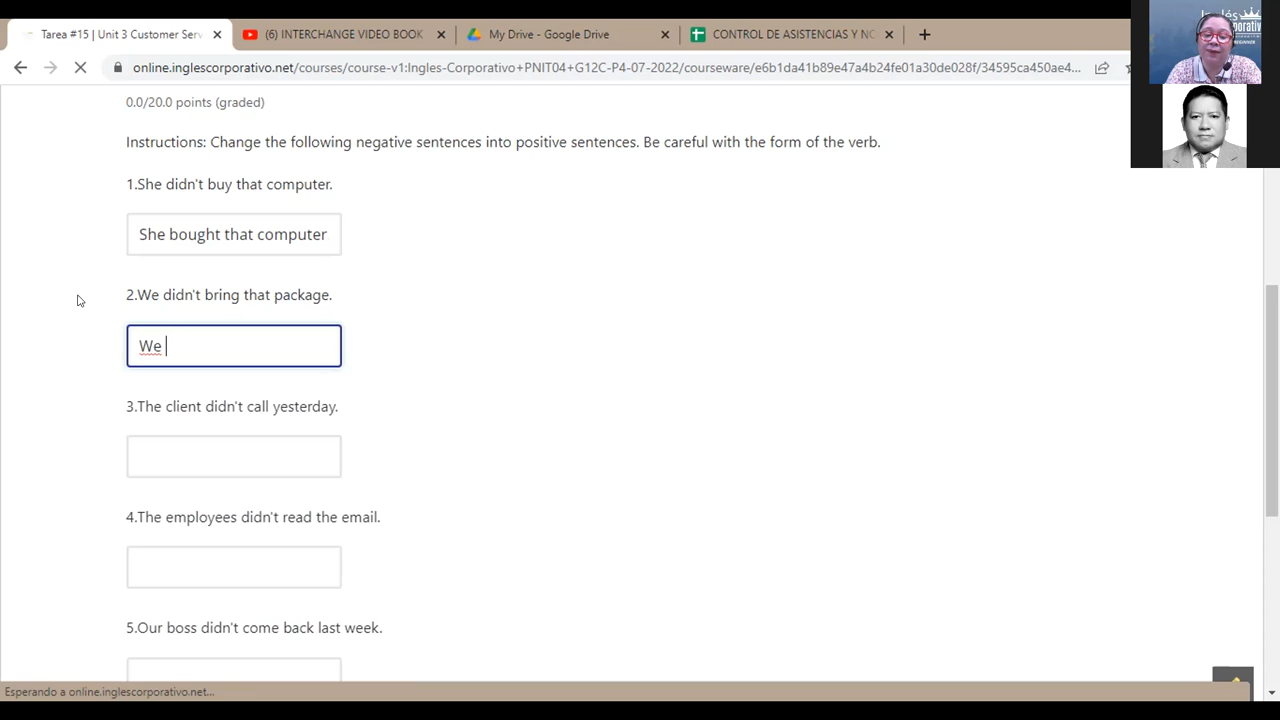 Tarea #15 | Unit 3 Customer Serv
(6) INTERCHANGE VIDEO BOOK
My Drive - Google Drive
CONTROL DE ASISTENCIAS Y NO
online.inglescorporativo.net/courses/course-v1:Ingles-Corporativo+PNIT04+G12C-P4-07-2022/courseware/e6b1da41b89e47a4b24fe01a30de028f/34595ca450ae4...
0.0/20.0 points (graded)
Instructions: Change the following negative sentences into positive sentences. Be careful with the form of the verb.
1.She didn't buy that computer.
She bought that computer
2.We didn't bring that package.
We
3.The client didn't call yesterday.
4.The employees didn't read the email.
5.Our boss didn't come back last week.
Esperando a online.inglescorporativo.net...